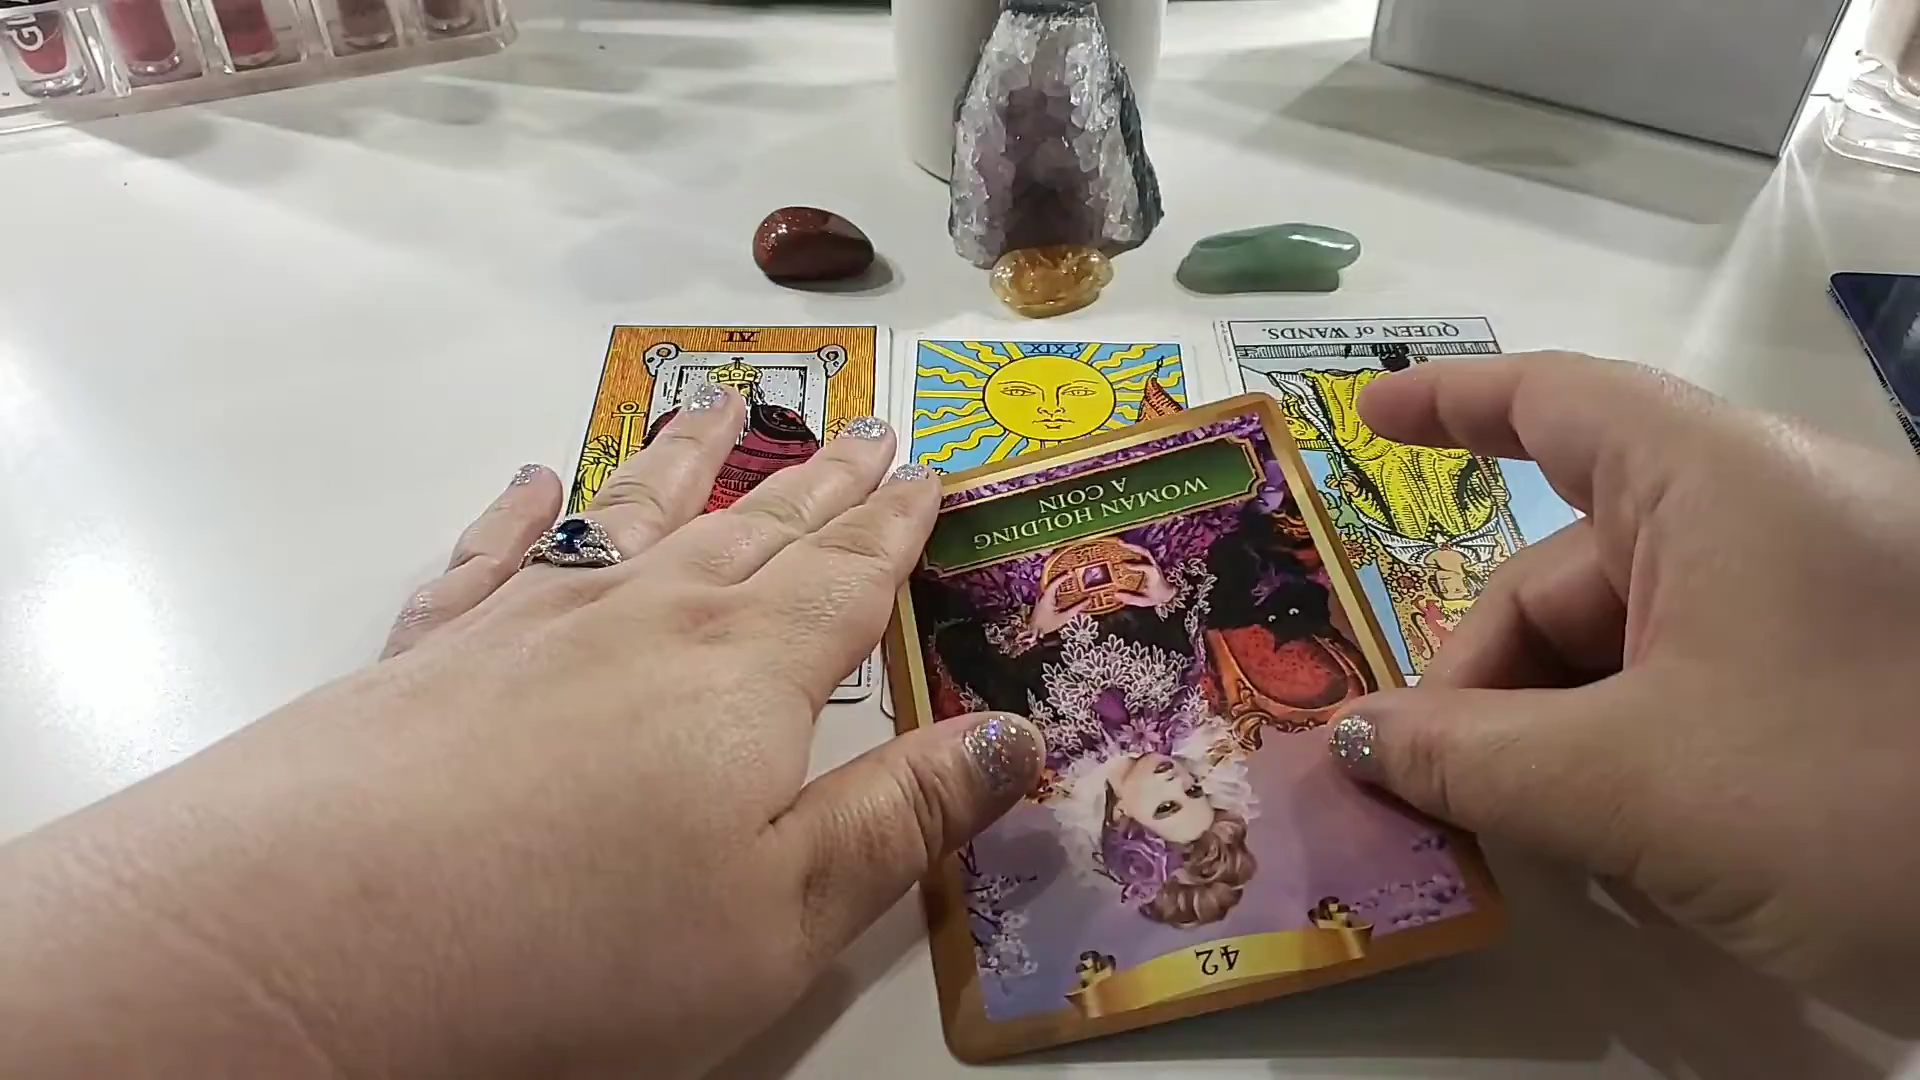 IV
XIX
QUEEN of WANDS.
WOMAN HOLDING
A COIN
42